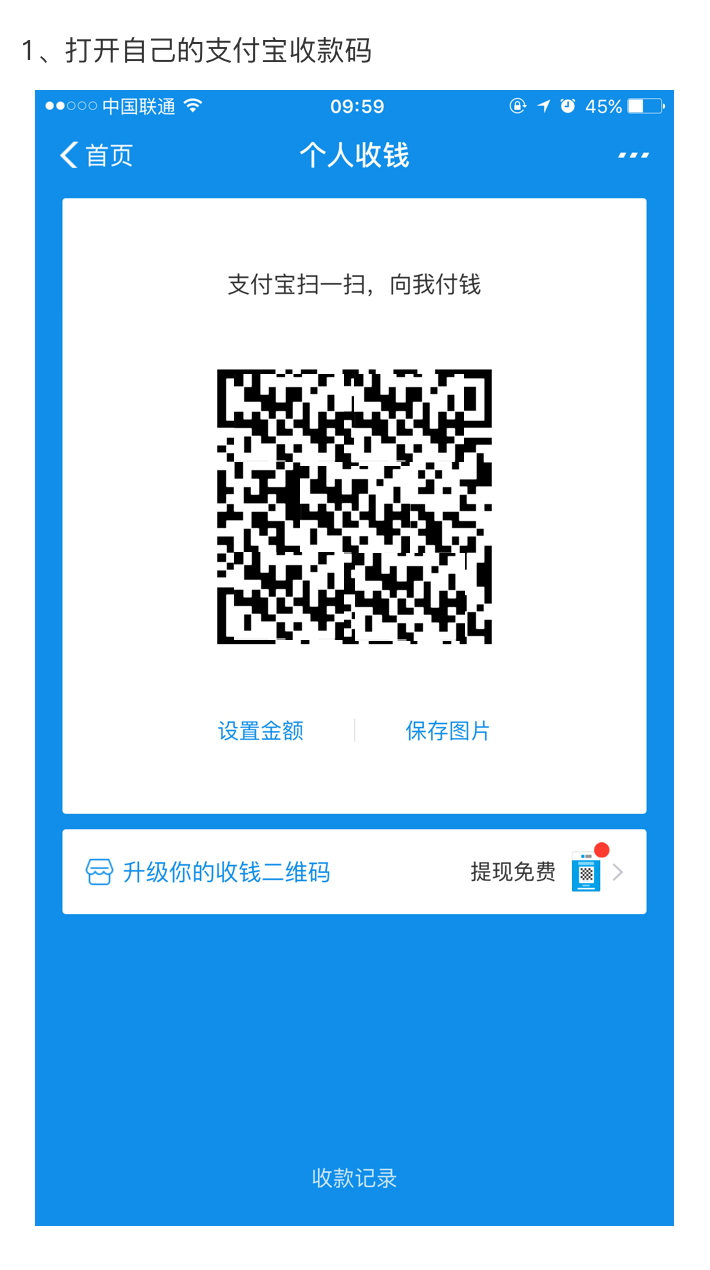 1、打开自己的支付宝收款码
中国联通 09:59 45%
首页 个人收钱
支付宝扫一扫，向我付钱
设置金额 保存图片
升级你的收钱二维码 提现免费
收款记录